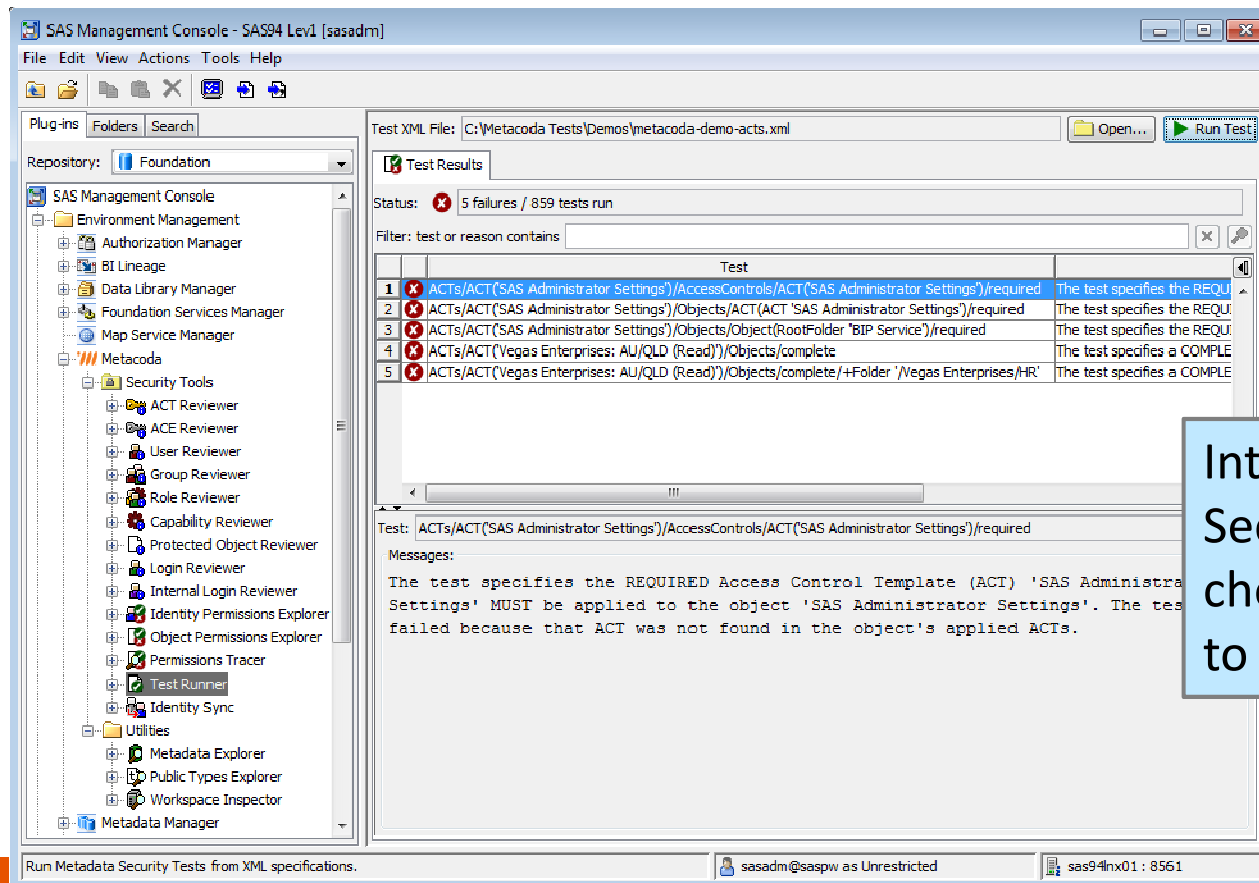 SAS Management Console - SAS94 Lev1 [sasadm]
File Edit View Actions Tools Help
Plug-ins Folders Search
Repository: Foundation
SAS Management Console
Environment Management
Authorization Manager
BI Lineage
Data Library Manager
Foundation Services Manager
Map Service Manager
Metacoda
Security Tools
ACT Reviewer
ACE Reviewer
User Reviewer
Group Reviewer
Role Reviewer
Capability Reviewer
Protected Object Reviewer
Login Reviewer
Internal Login Reviewer
Identity Permissions Explorer
Object Permissions Explorer
Permissions Tracer
Test Runner
Identity Sync
Utilities
Metadata Explorer
Public Types Explorer
Workspace Inspector
Metadata Manager
Test XML File: C:\Metacoda Tests\Demos\metacoda-demo-acts.xml Open... Run Test
Test Results
Status: 5 failures / 859 tests run
Filter: test or reason contains
Test
1 ACTs/ACT('SAS Administrator Settings')/AccessControls/ACT('SAS Administrator Settings')/required The test specifies the REQU
2 ACTs/ACT('SAS Administrator Settings')/Objects/ACT(ACT 'SAS Administrator Settings')/required The test specifies the REQU
3 ACTs/ACT('SAS Administrator Settings')/Objects/Object(RootFolder "BIP Service")/required The test specifies the REQU
4 ACTs/ACT('Vegas Enterprises: AU/QLD (Read)')/Objects/complete The test specifies a COMPLE
5 ACTs/ACT('Vegas Enterprises: AU/QLD (Read)')/Objects/complete/+Folder '/Vegas Enterprises/HR' The test specifies a COMPLE
Test: ACTs/ACT('SAS Administrator Settings')/AccessControls/ACT('SAS Administrator Settings')/required
Messages:
The test specifies the REQUIRED Access Control Template (ACT) 'SAS Administra
Settings' MUST be applied to the object 'SAS Administrator Settings'. The tes
failed because that ACT was not found in the object's applied ACTs.
Int
Sec
che
to
Run Metadata Security Tests from XML specifications. sasadm@saspw as Unrestricted sas94lnx01 : 8561